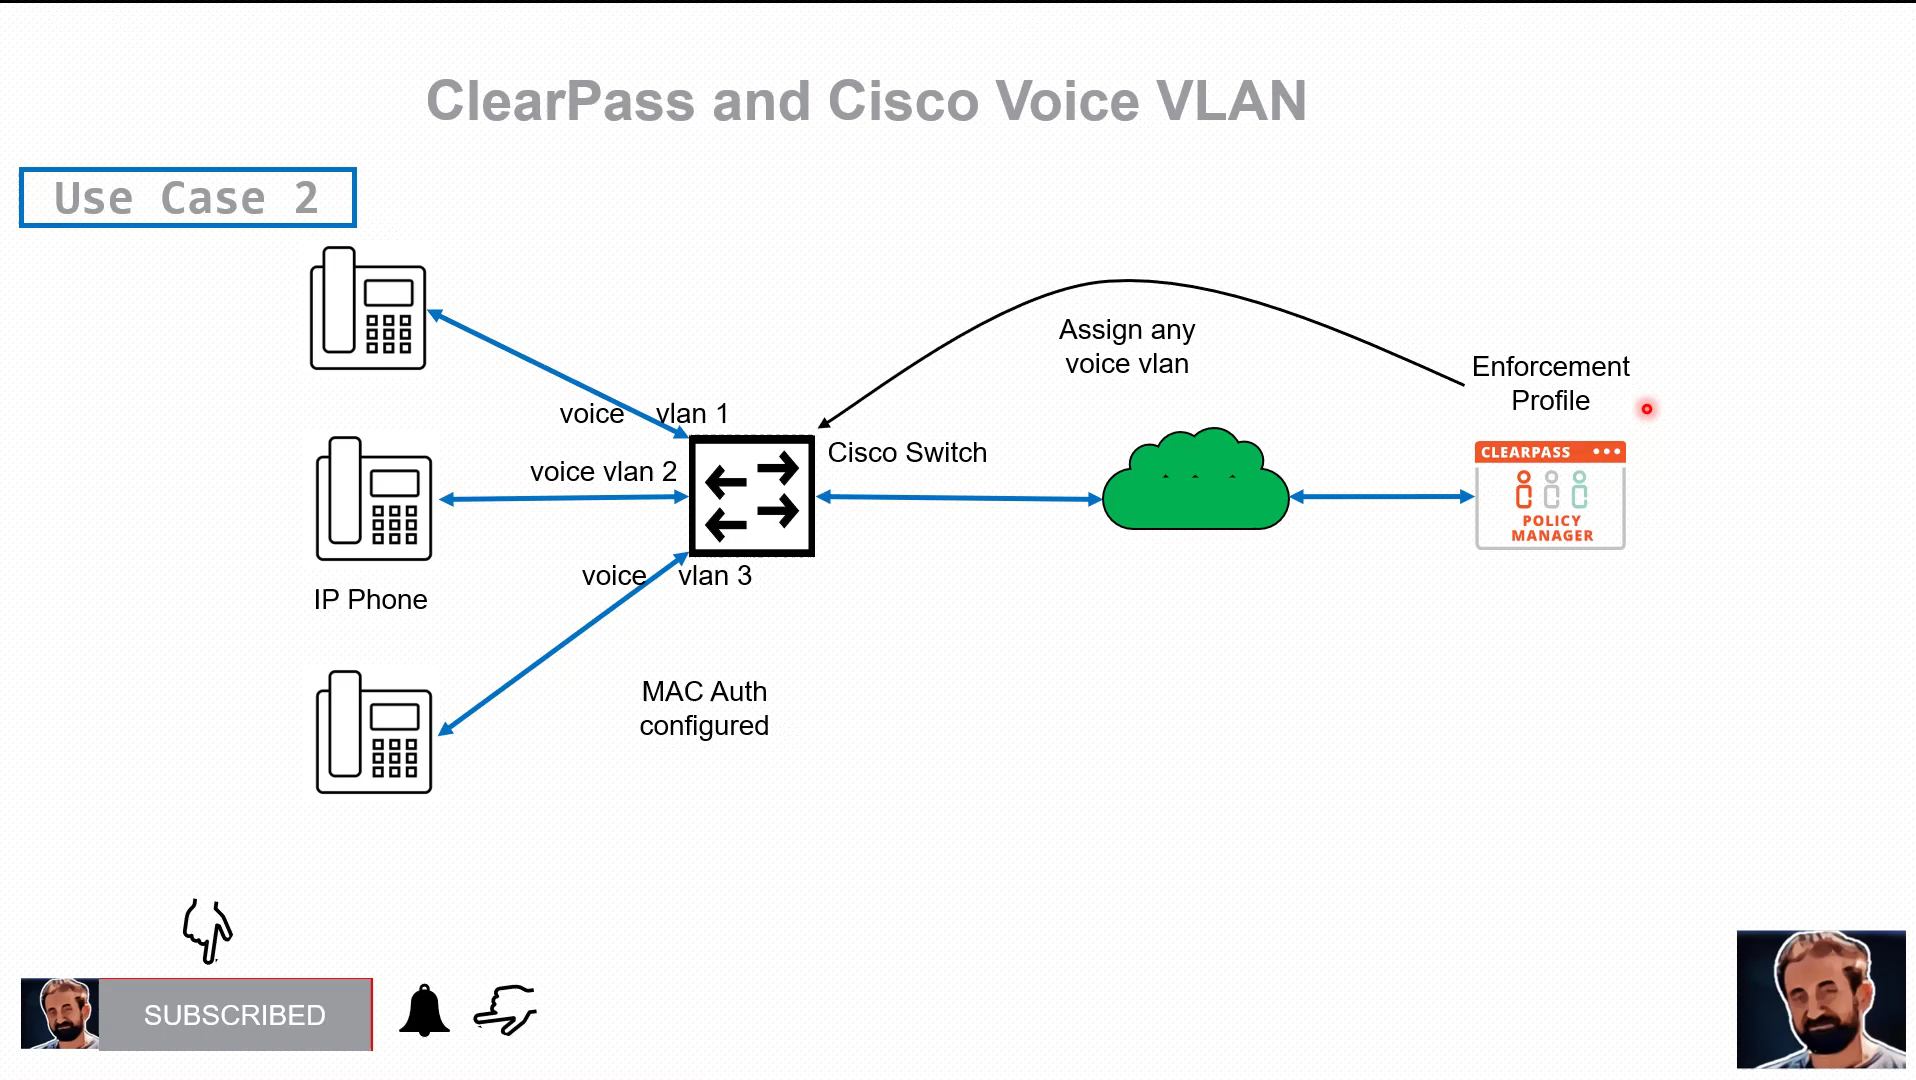 ClearPass and Cisco Voice VLAN
Use Case 2
Assign any
voice vlan
Enforcement
Profile
voice vlan 1
Cisco Switch
voice vlan 2
CLEARPASS
POLICY
MANAGER
voice vlan 3
IP Phone
MAC Auth
configured
SUBSCRIBED